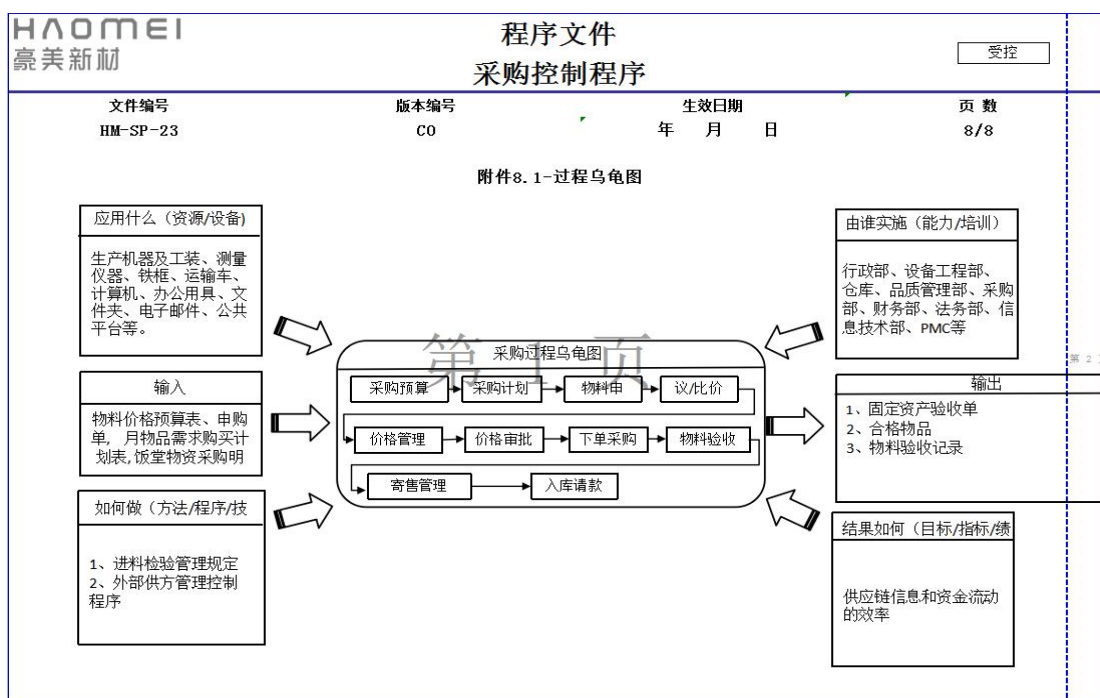 HAOMEI
豪美新材
程序文件
采购控制程序
受控
文件编号
版本编号
生效日期
页 数
HM-SP-23
C0
年 月 日
8/8
附件8.1-过程乌龟图
应用什么（资源/设备)
生产机器及工装、测量
仪器、铁框、运输车、
计算机、办公用具、文
件夹、电子邮件、公共
平台等。
由谁实施（能力/培训）
行政部、设备工程部、
仓库、品质管理部、采购
部、财务部、法务部、信
息技术部、PMC等
第 1 页
采购过程乌龟图
采购预算
采购计划
物料申
议/比价
价格管理
价格审批
下单采购
物料验收
寄售管理
入库请款
输入
物料价格预算表、申购
单，月物品需求购买计
划表,饭堂物资采购明
第 2
输出
1、固定资产验收单
2、合格物品
3、物料验收记录
如何做（方法/程序/技
1、进料检验管理规定
2、外部供方管理控制
程序
结果如何（目标/指标/绩
供应链信息和资金流动
的效率